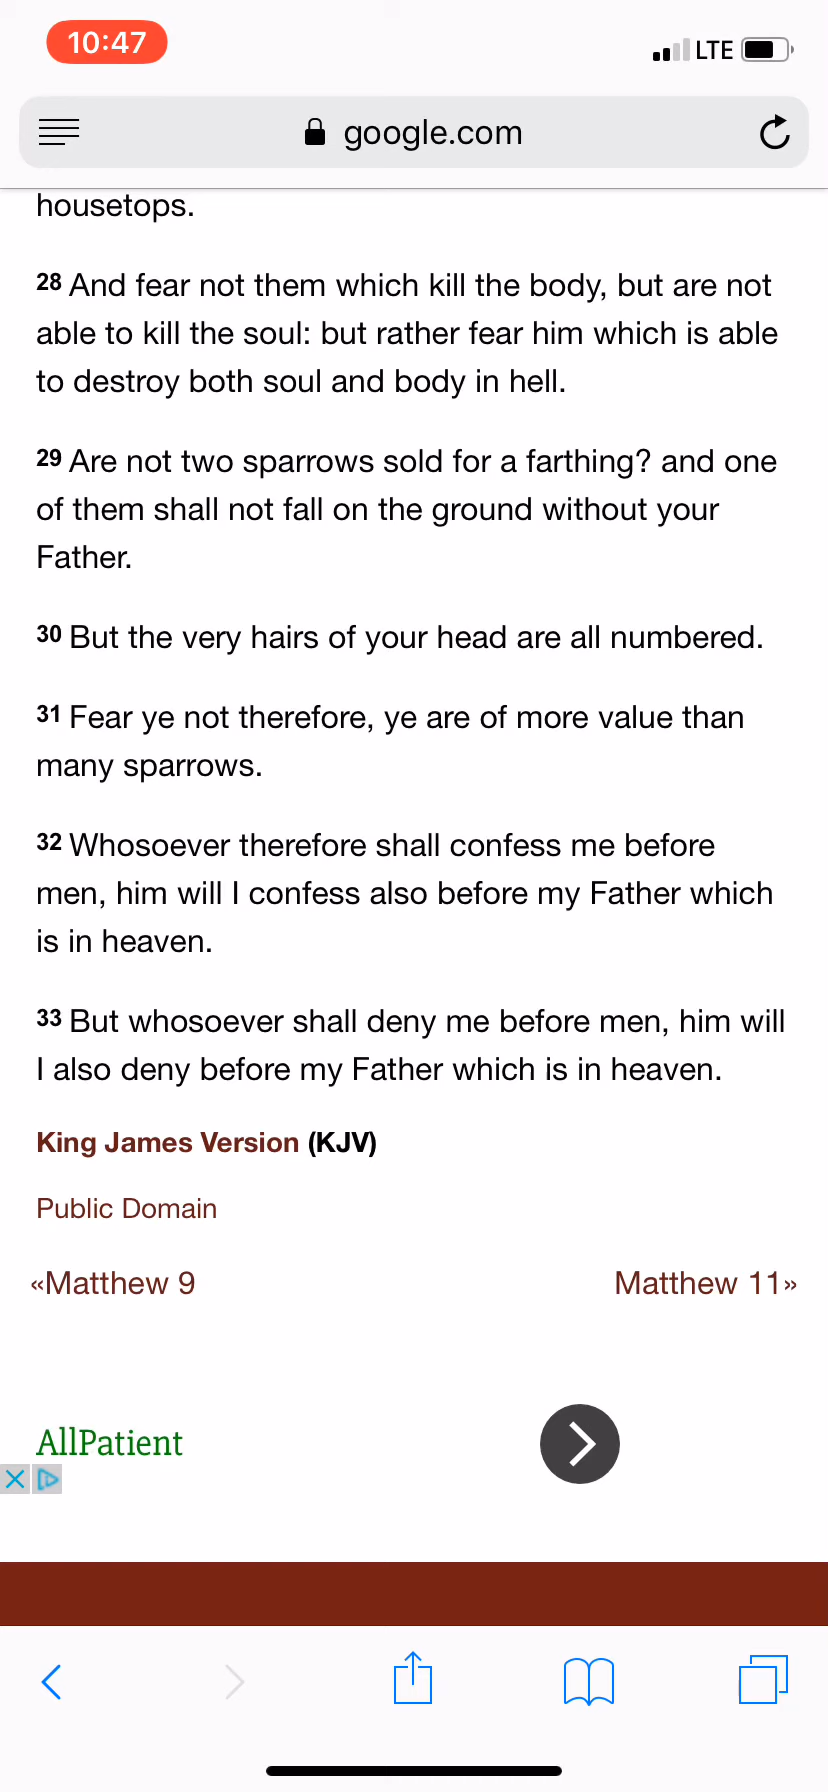 10:47
LTE
google.com
housetops.
28 And fear not them which kill the body, but are not
able to kill the soul: but rather fear him which is able
to destroy both soul and body in hell.
29 Are not two sparrows sold for a farthing? and one
of them shall not fall on the ground without your
Father.
30 But the very hairs of your head are all numbered.
31 Fear ye not therefore, ye are of more value than
many sparrows.
32 Whosoever therefore shall confess me before
men, him will I confess also before my Father which
is in heaven.
33 But whosoever shall deny me before men, him will
I also deny before my Father which is in heaven.
King James Version (KJV)
Public Domain
«Matthew 9
Matthew 11»
AllPatient